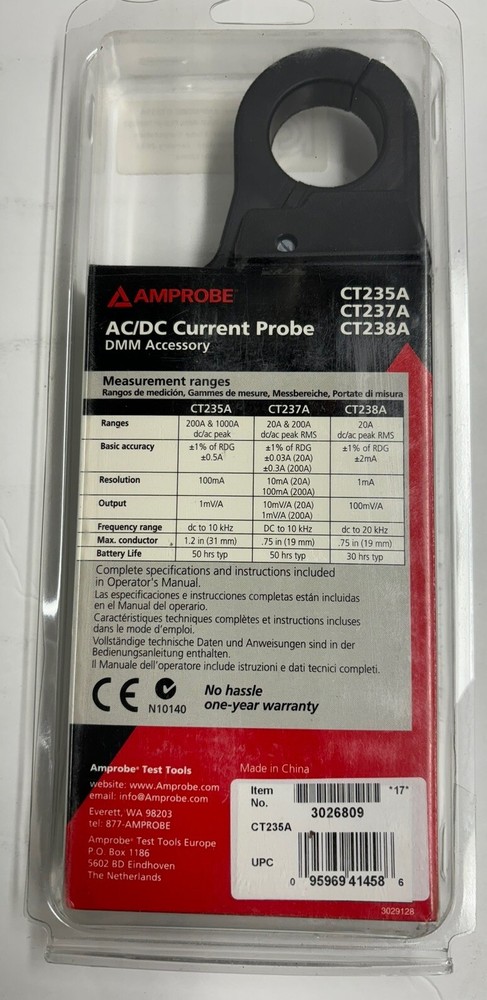 AMPROBE®
CT235A
CT237A
CT238A
AC/DC Current Probe
DMM Accessory
Measurement ranges
Rangos de medición, Gammes de mesure, Messbereiche, Portate di misura
CT235A CT237A CT238A
Ranges 200A & 1000A dc/ac peak 20A & 200A dc/ac peak RMS 20A dc/ac peak RMS
Basic accuracy ±1% of RDG ±0.5A ±1% of RDG ±0.03A (20A) ±0.3A (200A) ±1% of RDG ±2mA
Resolution 100mA 10mA (20A) 100mA (200A) 1mA
Output 1mV/A 10mV/A (20A) 1mV/A (200A) 100mV/A
Frequency range dc to 10 kHz DC to 10 kHz dc to 20 kHz
Max. conductor 1.2 in (31 mm) .75 in (19 mm) .75 in (19 mm)
Battery Life 50 hrs typ 50 hrs typ 30 hrs typ
Complete specifications and instructions included
in Operator's Manual.
Las especificaciones e instrucciones completas están incluidas
en el Manual del operario.
Caractéristiques techniques complètes et instructions incluses
dans le mode d'emploi.
Vollständige technische Daten und Anweisungen sind in der
Bedienungsanleitung enthalten.
Il Manuale dell'operatore include istruzioni e dati tecnici completi.
CE
N10140
No hassle
one-year warranty
Amprobe® Test Tools
website: www.Amprobe.com
email: info@Amprobe.com
Everett, WA 98203
tel: 877-AMPROBE
Amprobe® Test Tools Europe
P.O. Box 1186
5602 BD Eindhoven
The Netherlands
Made in China
Item
No.
*17*
3026809
CT235A
UPC
0 95969 41458 6
3029128